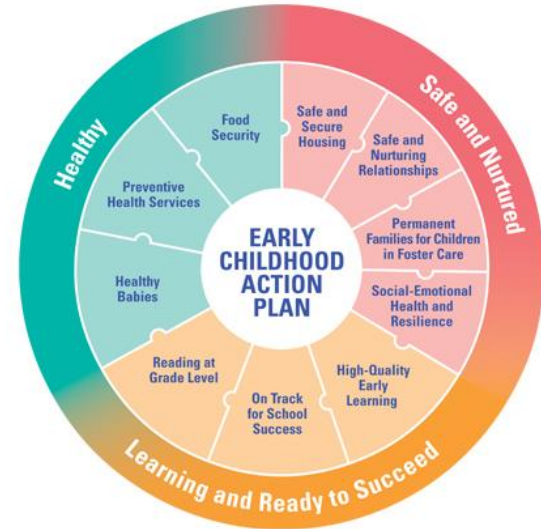 Healthy
Safe and Nurtured
Learning and Ready to Succeed
EARLY
CHILDHOOD
ACTION
PLAN
Food
Security
Safe and
Secure
Housing
Safe and
Nurturing
Relationships
Permanent
Families for Children
in Foster Care
Social-Emotional
Health and
Resilience
High-Quality
Early
Learning
On Track
for School
Success
Reading at
Grade Level
Healthy
Babies
Preventive
Health Services